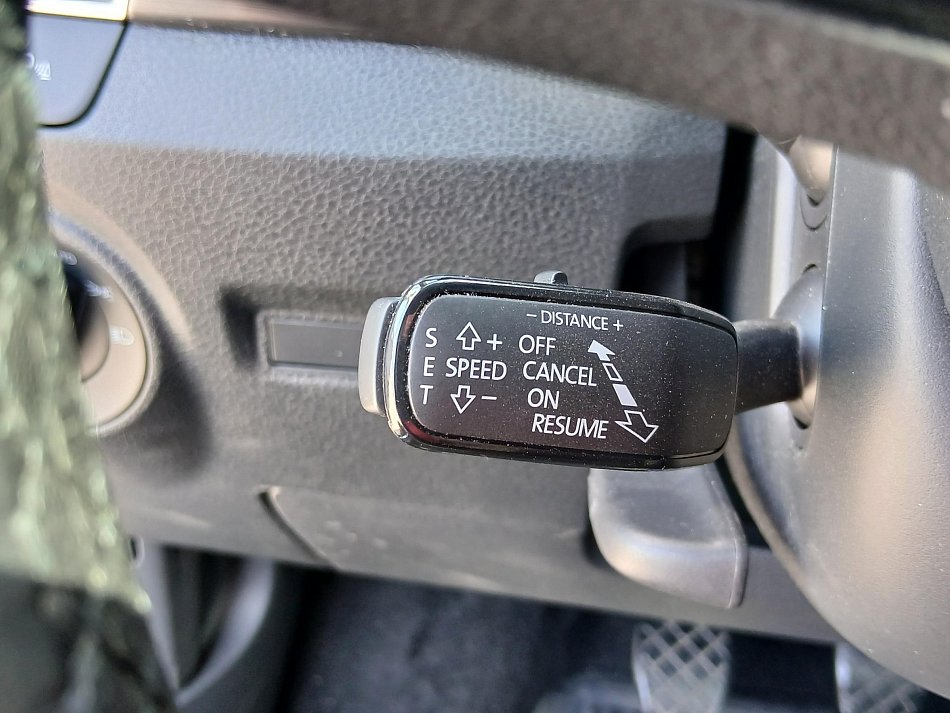 - DISTANCE +
S + OFF
E SPEED CANCEL
T - ON
RESUME